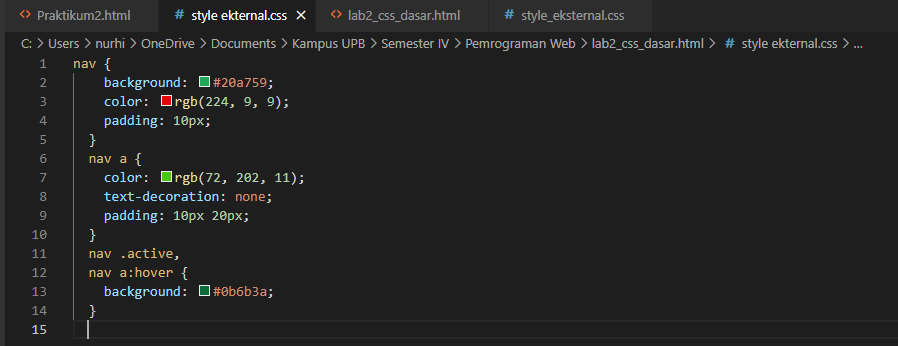 Praktikum2.html # style ekternal.css × lab2_css_dasar.html # style_eksternal.css
C: > Users > nurhi > OneDrive > Documents > Kampus UPB > Semester IV > Pemrograman Web > lab2_css_dasar.html > # style ekternal.css > ...
1 nav {
2 background: #20a759;
3 color: rgb(224, 9, 9);
4 padding: 10px;
5 }
6 nav a {
7 color: rgb(72, 202, 11);
8 text-decoration: none;
9 padding: 10px 20px;
10 }
11 nav .active,
12 nav a:hover {
13 background: #0b6b3a;
14 }
15